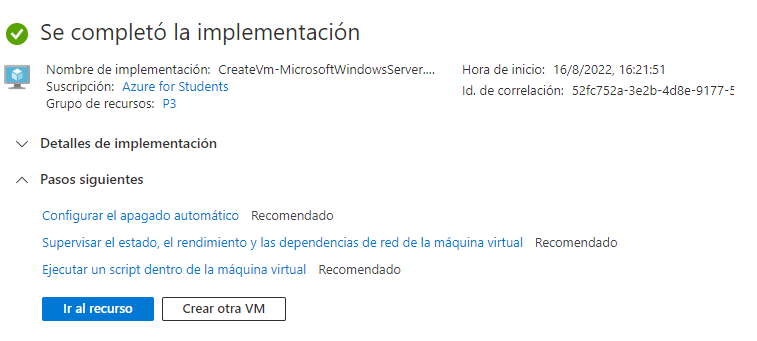 Se completó la implementación
Nombre de implementación: CreateVm-MicrosoftWindowsServer....
Hora de inicio: 16/8/2022, 16:21:51
Suscripción: Azure for Students
Id. de correlación: 52fc752a-3e2b-4d8e-9177-5
Grupo de recursos: P3
Detalles de implementación
Pasos siguientes
Configurar el apagado automático Recomendado
Supervisar el estado, el rendimiento y las dependencias de red de la máquina virtual Recomendado
Ejecutar un script dentro de la máquina virtual Recomendado
Ir al recurso
Crear otra VM